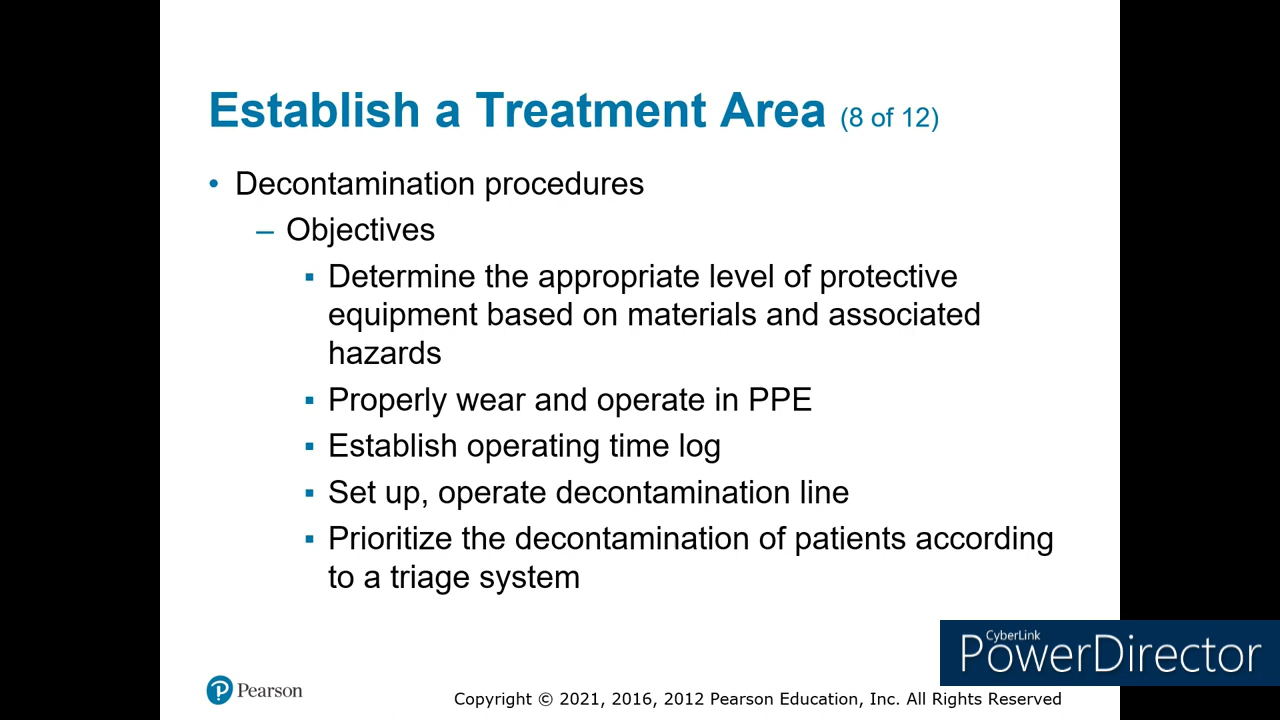 Establish a Treatment Area (8 of 12)
• Decontamination procedures
– Objectives
▪ Determine the appropriate level of protective
equipment based on materials and associated
hazards
▪ Properly wear and operate in PPE
▪ Establish operating time log
▪ Set up, operate decontamination line
▪ Prioritize the decontamination of patients according
to a triage system
CyberLink
PowerDirector
Pearson
Copyright © 2021, 2016, 2012 Pearson Education, Inc. All Rights Reserved